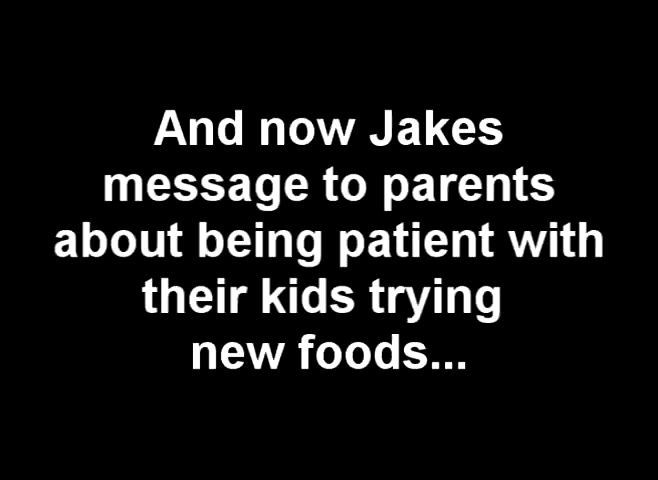 And now Jakes
message to parents
about being patient with
their kids trying
new foods...